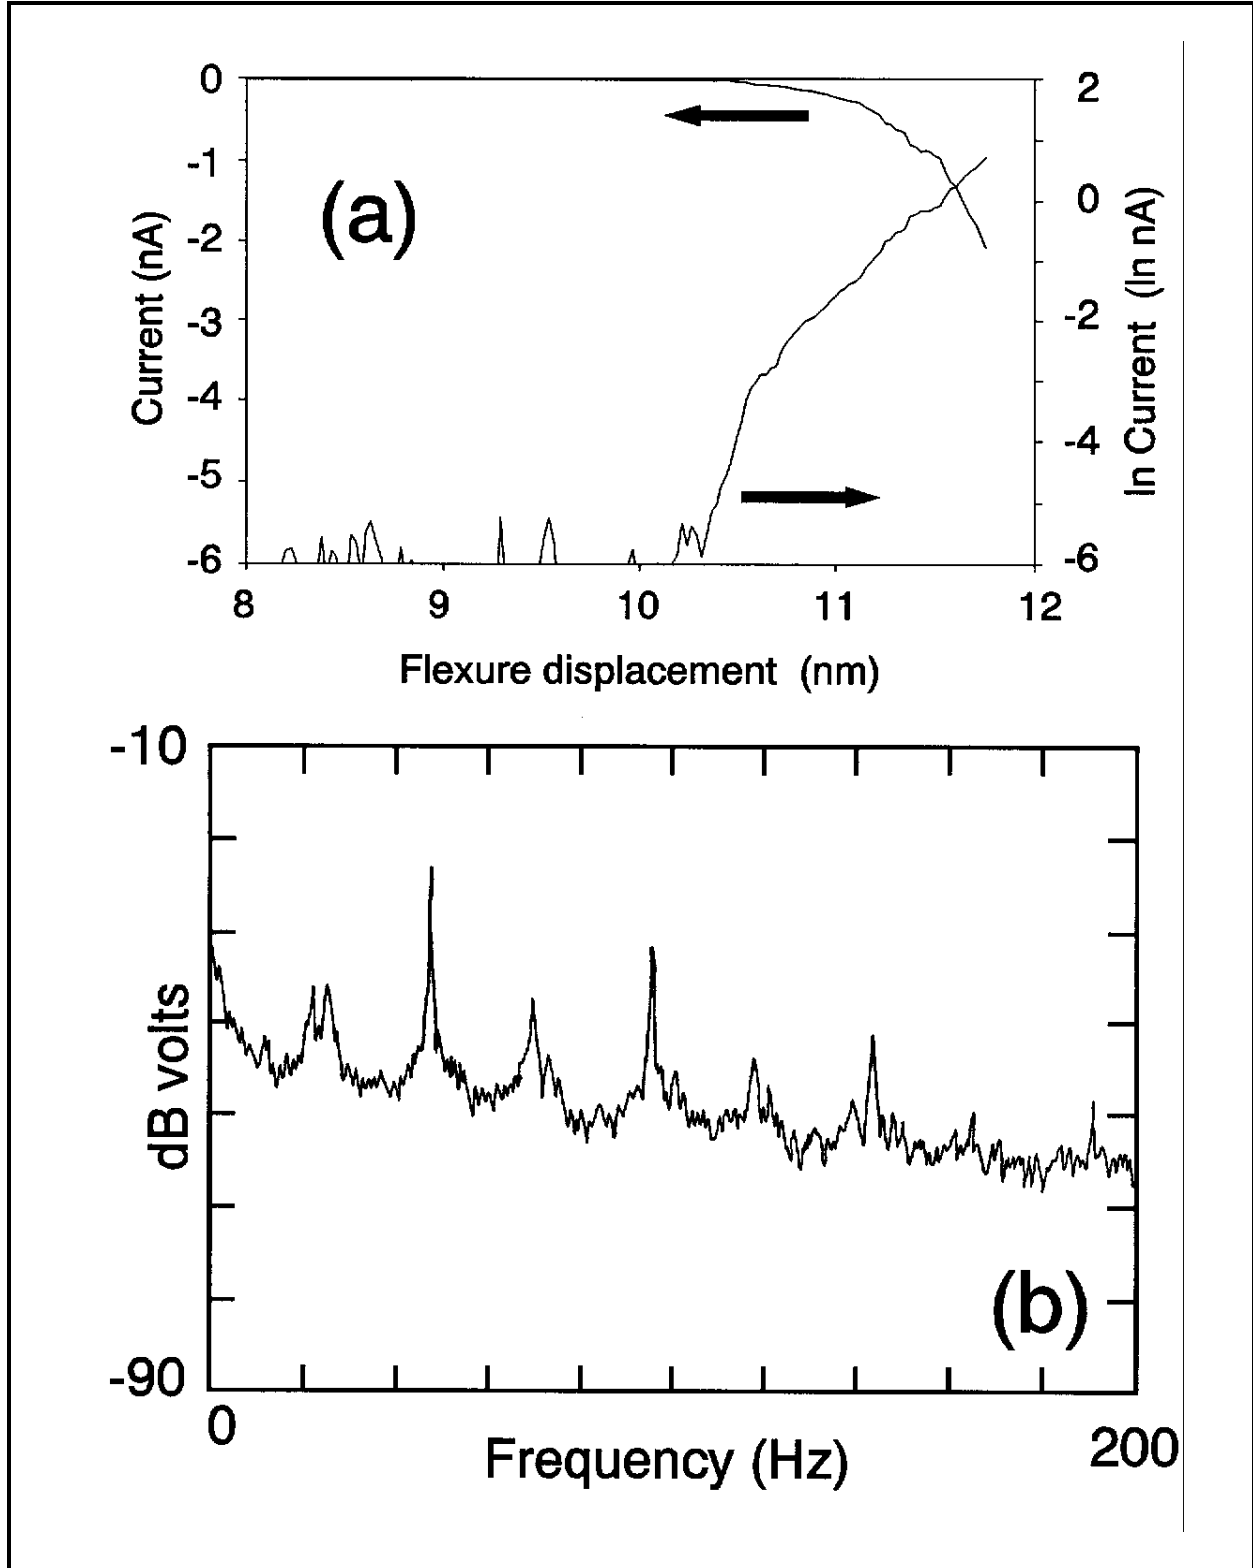 0
-1
-2
-3
-4
-5
-6
Current (nA)
(a)
2
0
-2
-4
-6
ln Current (ln nA)
8 9 10 11 12
Flexure displacement (nm)
-10
dB volts
-90
(b)
0 200
Frequency (Hz)